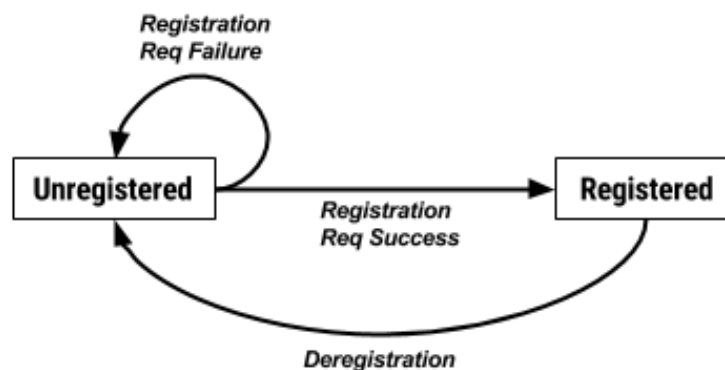 Registration
Req Failure
Unregistered
Registered
Registration
Req Success
Deregistration